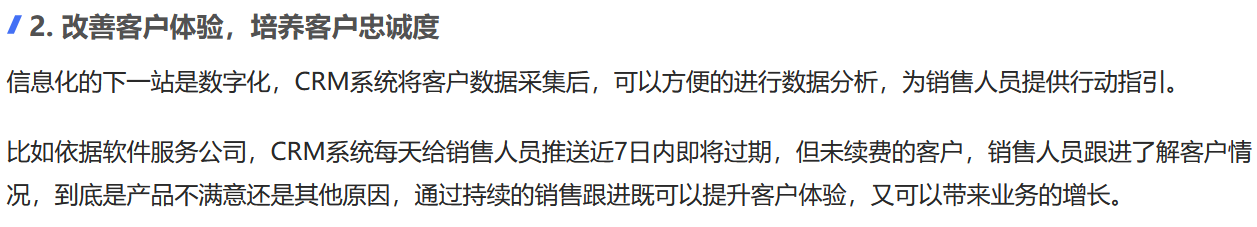 2. 改善客户体验，培养客户忠诚度
信息化的下一站是数字化，CRM系统将客户数据采集后，可以方便的进行数据分析，为销售人员提供行动指引。
比如依据软件服务公司，CRM系统每天给销售人员推送近7日内即将过期，但未续费的客户，销售人员跟进了解客户情
况，到底是产品不满意还是其他原因，通过持续的销售跟进既可以提升客户体验，又可以带来业务的增长。